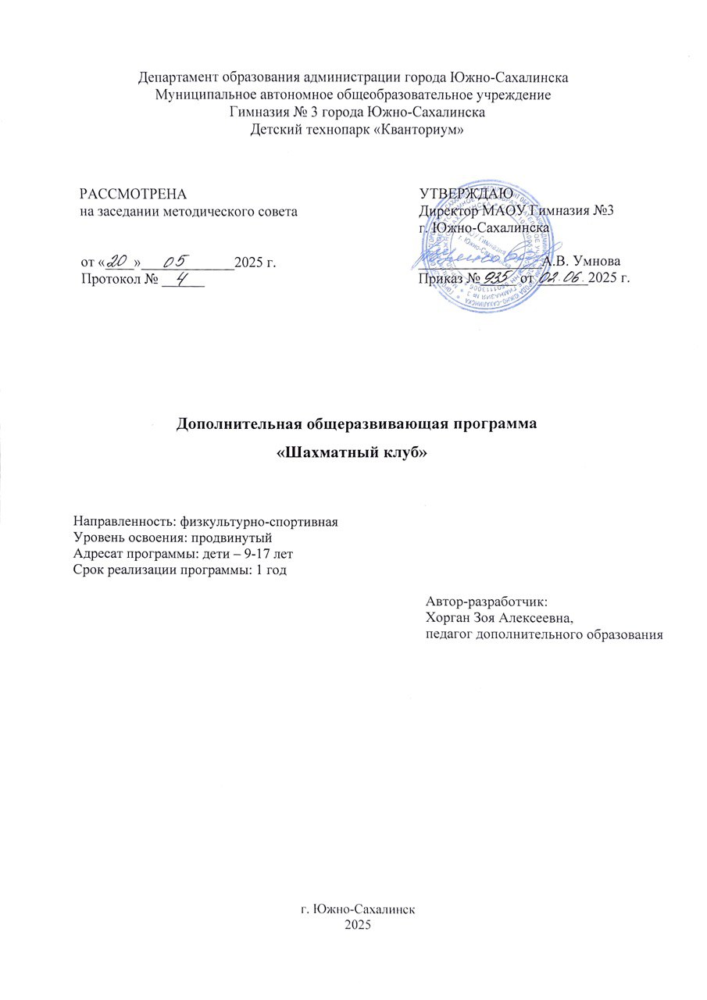 Департамент образования администрации города Южно-Сахалинска
Муниципальное автономное общеобразовательное учреждение
Гимназия № 3 города Южно-Сахалинска
Детский технопарк «Кванториум»
РАССМОТРЕНА
на заседании методического совета
от «20» 05 2025 г.
Протокол № 4
УТВЕРЖДАЮ
Директор МАОУ Гимназия №3
г. Южно-Сахалинска
А.В. Умнова
Приказ № 935 от 02.06.2025 г.
Дополнительная общеразвивающая программа
«Шахматный клуб»
Направленность: физкультурно-спортивная
Уровень освоения: продвинутый
Адресат программы: дети – 9-17 лет
Срок реализации программы: 1 год
Автор-разработчик:
Хорган Зоя Алексеевна,
педагог дополнительного образования
г. Южно-Сахалинск
2025